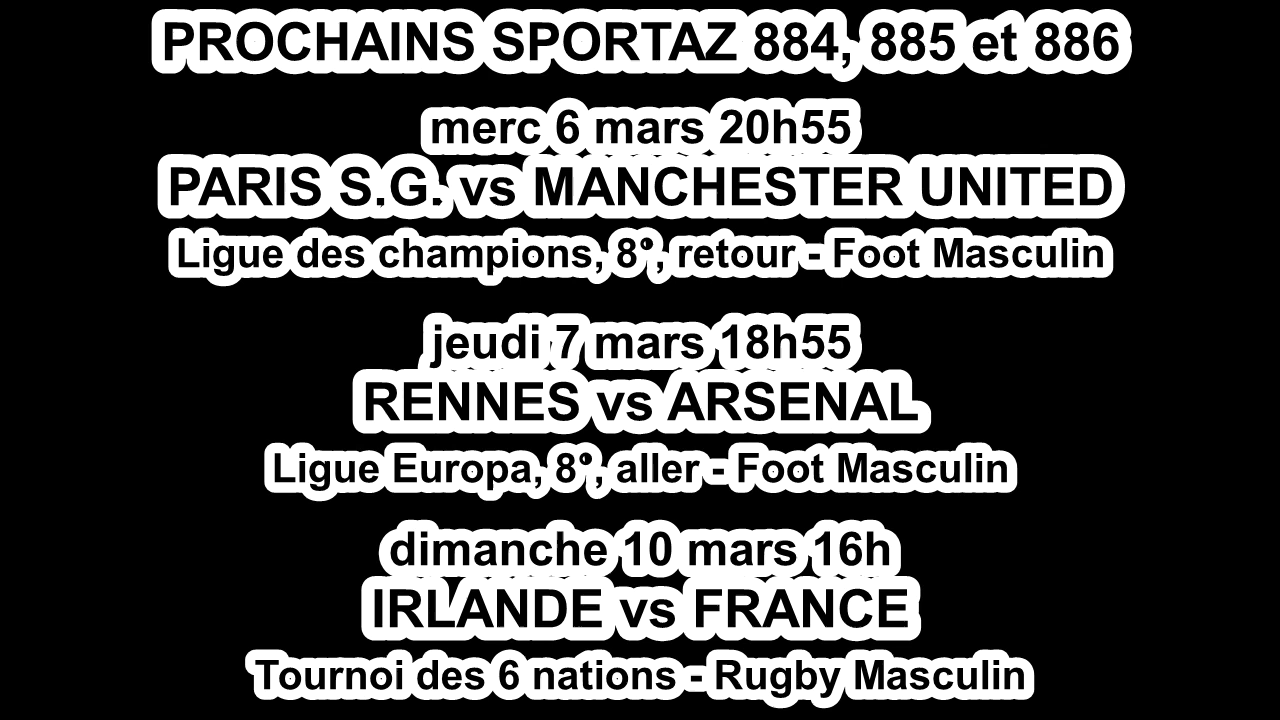 PROCHAINS SPORTAZ 884, 885 et 886
merc 6 mars 20h55
PARIS S.G. vs MANCHESTER UNITED
Ligue des champions, 8°, retour - Foot Masculin
jeudi 7 mars 18h55
RENNES vs ARSENAL
Ligue Europa, 8°, aller - Foot Masculin
dimanche 10 mars 16h
IRLANDE vs FRANCE
Tournoi des 6 nations - Rugby Masculin